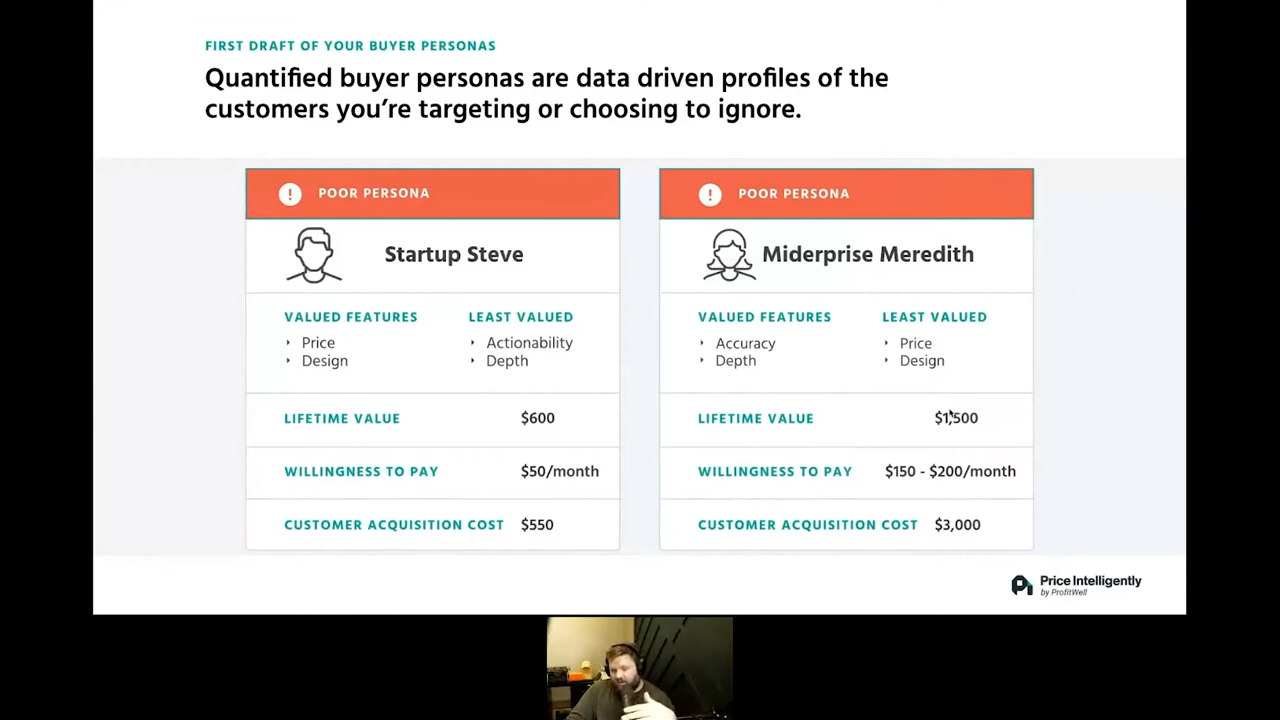 FIRST DRAFT OF YOUR BUYER PERSONAS
Quantified buyer personas are data driven profiles of the
customers you're targeting or choosing to ignore.
! POOR PERSONA
Startup Steve
VALUED FEATURES
Price
Design
LEAST VALUED
Actionability
Depth
LIFETIME VALUE $600
WILLINGNESS TO PAY $50/month
CUSTOMER ACQUISITION COST $550
! POOR PERSONA
Miderprise Meredith
VALUED FEATURES
Accuracy
Depth
LEAST VALUED
Price
Design
LIFETIME VALUE $1,500
WILLINGNESS TO PAY $150 - $200/month
CUSTOMER ACQUISITION COST $3,000
Price Intelligently
by ProfitWell